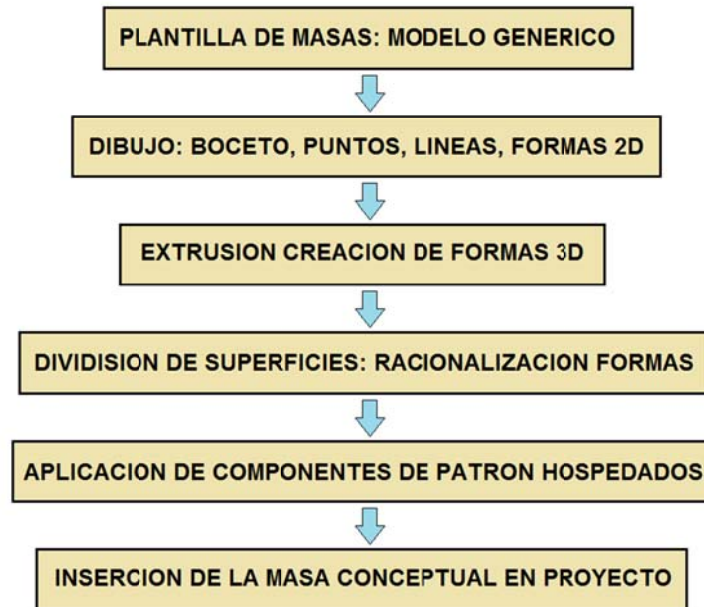 PLANTILLA DE MASAS: MODELO GENERICO
DIBUJO: BOCETO, PUNTOS, LINEAS, FORMAS 2D
EXTRUSION CREACION DE FORMAS 3D
DIVIDISION DE SUPERFICIES: RACIONALIZACION FORMAS
APLICACION DE COMPONENTES DE PATRON HOSPEDADOS
INSERCION DE LA MASA CONCEPTUAL EN PROYECTO